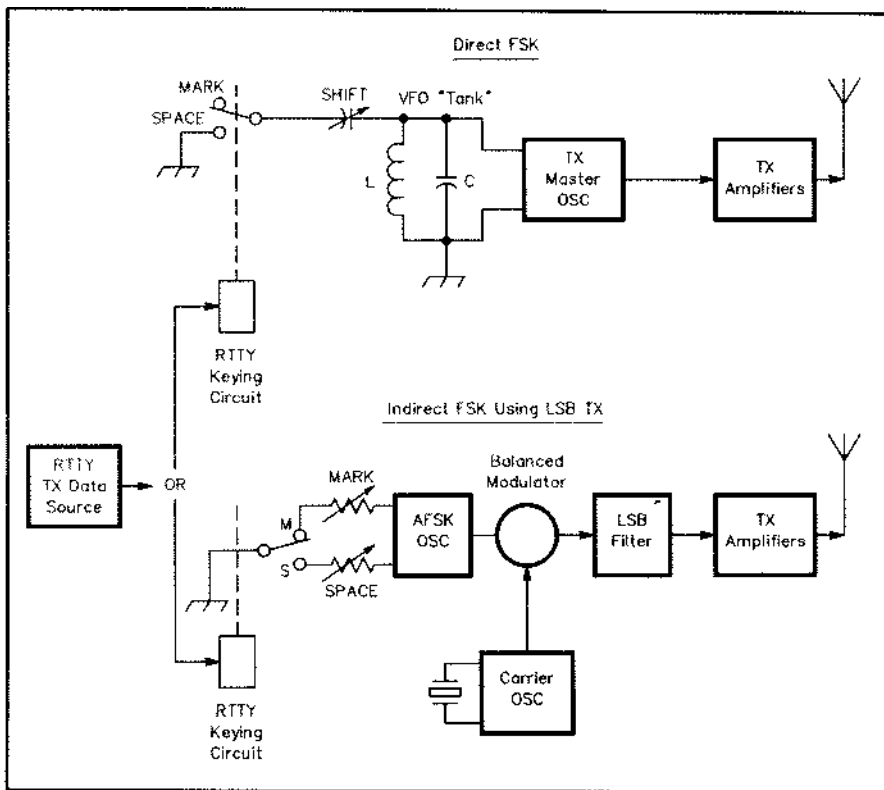 Direct FSK
MARK
SPACE
SHIFT
VFO "Tank"
L
C
TX
Master
OSC
TX
Amplifiers
RTTY
Keying
Circuit
Indirect FSK Using LSB TX
RTTY
TX Data
Source
OR
M
S
MARK
SPACE
AFSK
OSC
Balanced
Modulator
LSB
Filter
TX
Amplifiers
Carrier
OSC
RTTY
Keying
Circuit